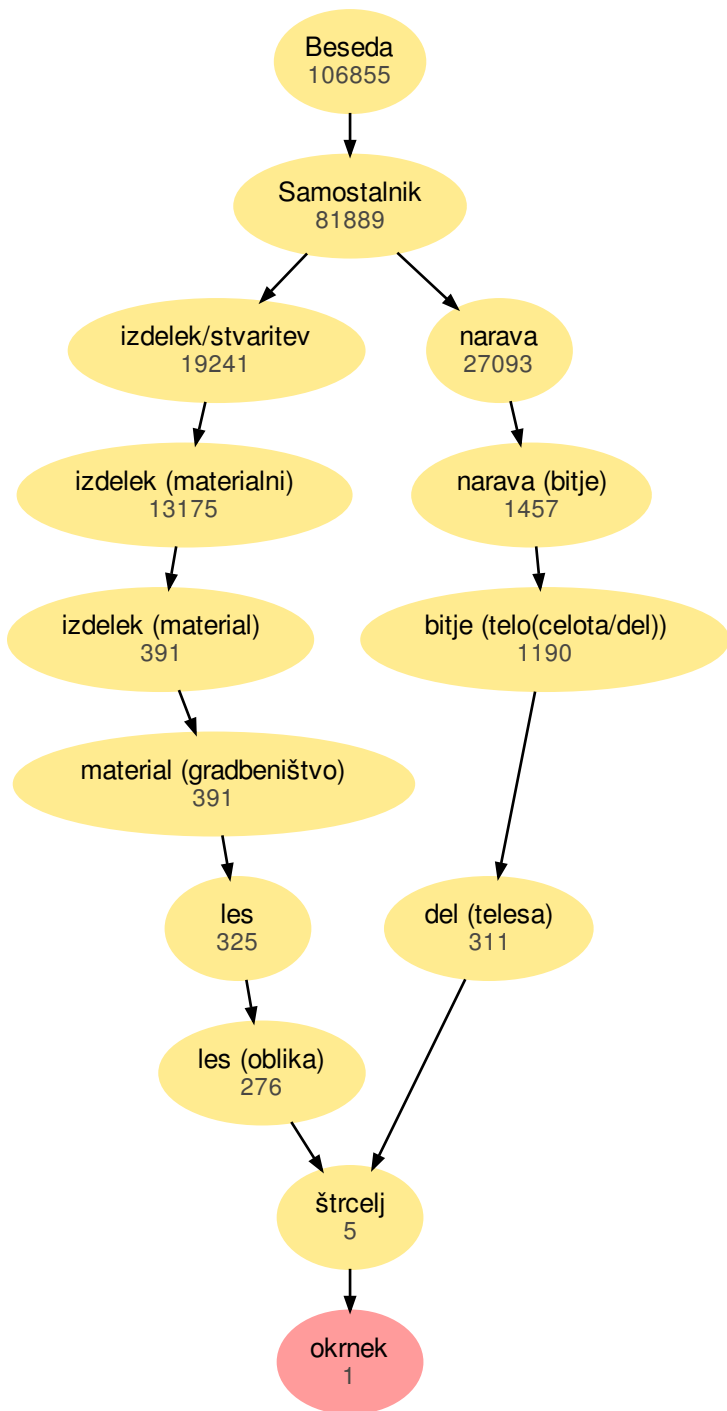 Beseda
106855
Samostalnik
81889
izdelek/stvaritev
19241
narava
27093
izdelek (materialni)
13175
narava (bitje)
1457
izdelek (material)
391
bitje (telo(celota/del))
1190
material (gradbeništvo)
391
les
325
del (telesa)
311
les (oblika)
276
štrcelj
5
okrnek
1